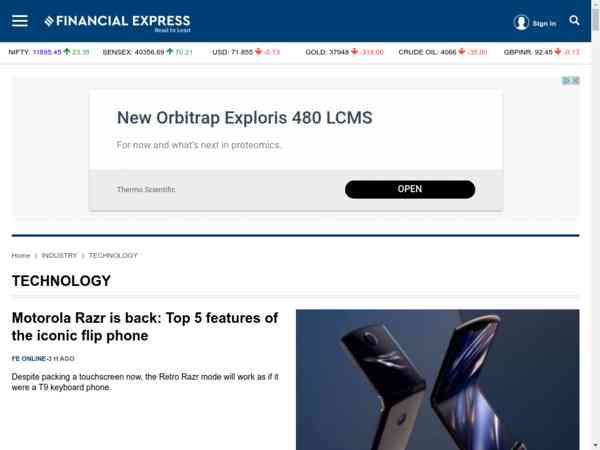 FINANCIAL EXPRESS
Read to Lead
Sign in
NIFTY: 11895.45 23.35 SENSEX: 40356.69 70.21 USD: 71.855 -0.13 GOLD: 37948 -318.00 CRUDE OIL: 4066 -35.00 GBPINR: 92.45 -0.13
New Orbitrap Exploris 480 LCMS
For now and what's next in proteomics.
Thermo Scientific
OPEN
Home | INDUSTRY | TECHNOLOGY
TECHNOLOGY
Motorola Razr is back: Top 5 features of
the iconic flip phone
FE ONLINE-3 H AGO
Despite packing a touchscreen now, the Retro Razr mode will work as if it
were a T9 keyboard phone.